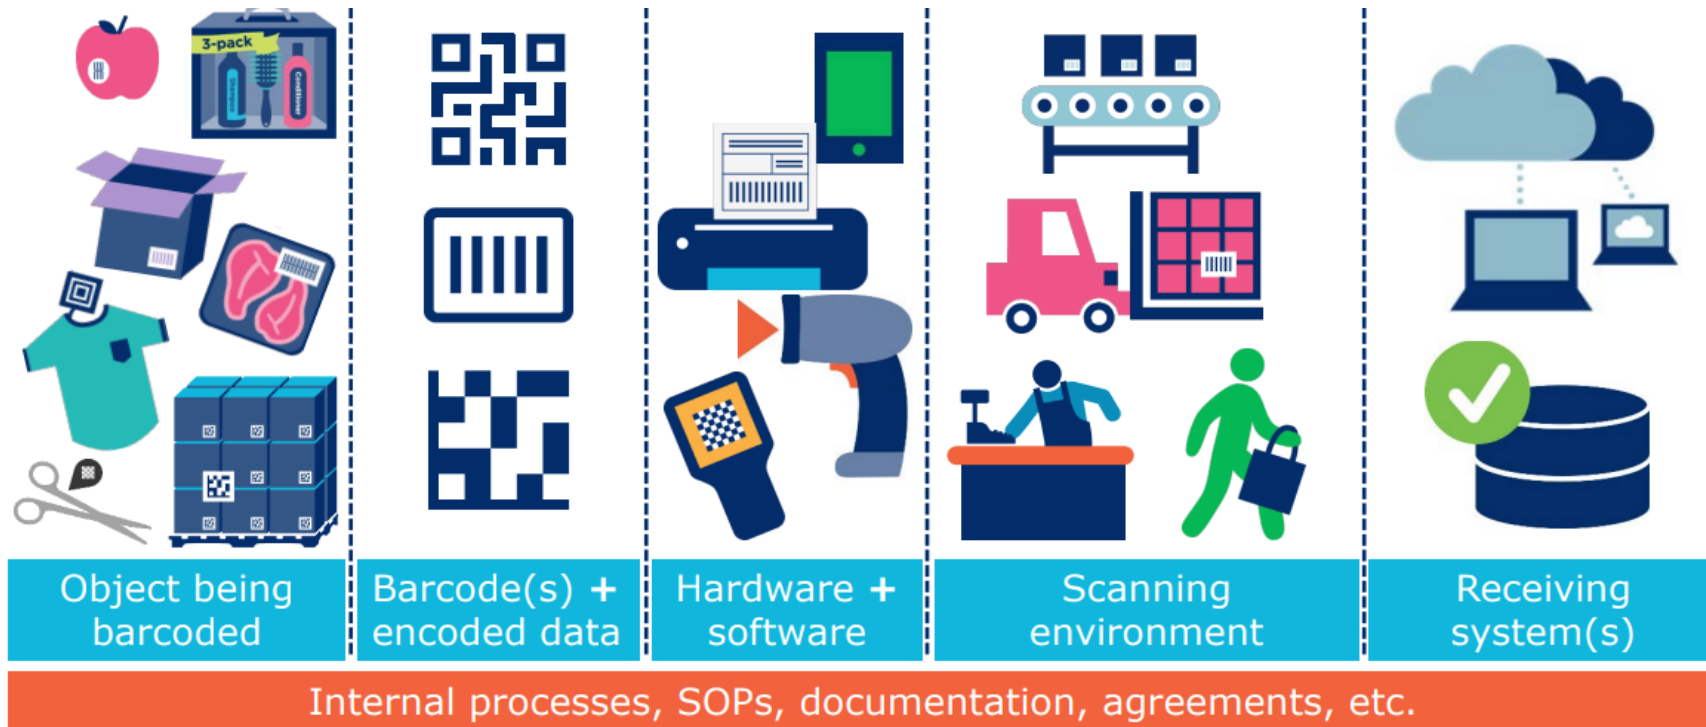 3-pack
Shampoo
Conditioner
Object being
barcoded
Barcode(s) +
encoded data
Hardware +
software
Scanning
environment
Receiving
system(s)
Internal processes, SOPs, documentation, agreements, etc.